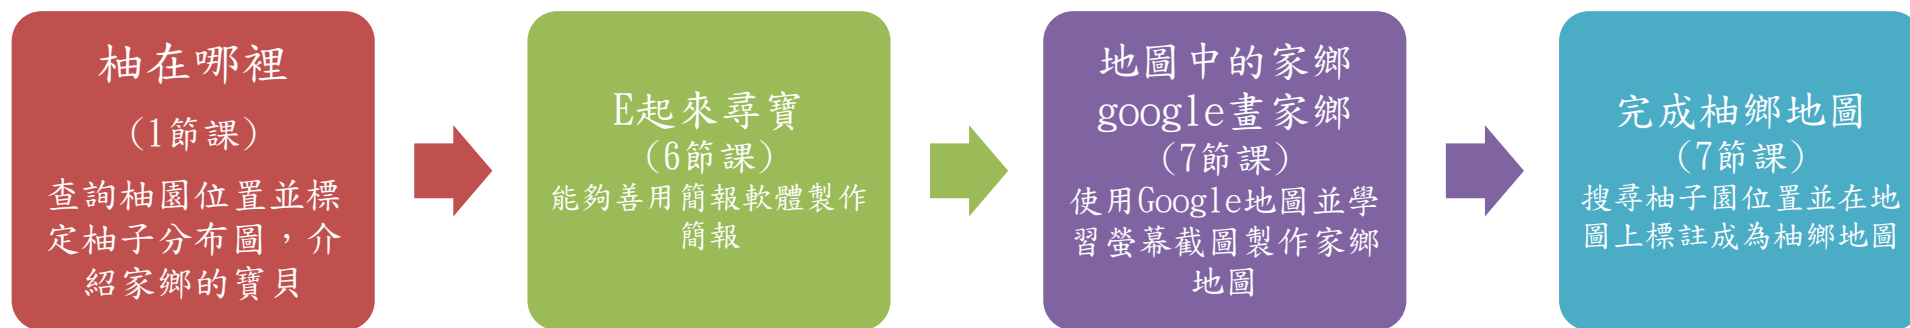 柚在哪裡
(1節課)
查詢柚園位置並標
定柚子分布圖，介
紹家鄉的寶貝
E起來尋寶
(6節課)
能夠善用簡報軟體製作
簡報
地圖中的家鄉
google畫家鄉
(7節課)
使用Google地圖並學
習螢幕截圖製作家鄉
地圖
完成柚鄉地圖
(7節課)
搜尋柚子園位置並在地
圖上標註成為柚鄉地圖